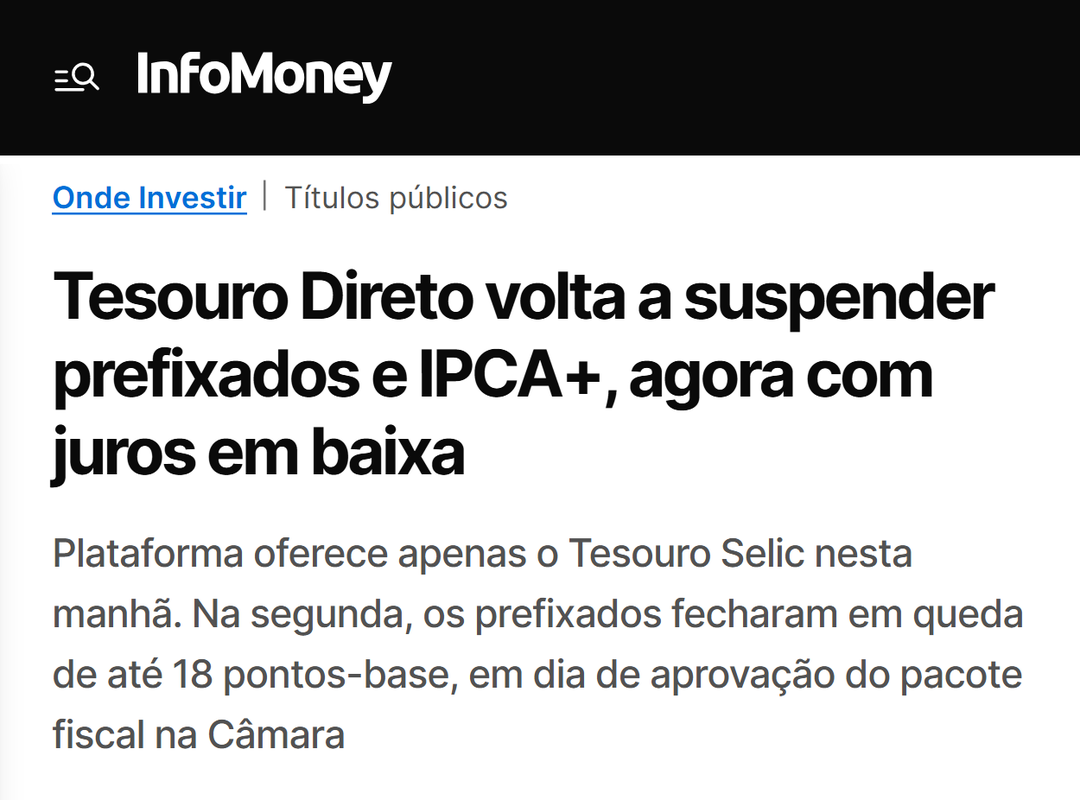 InfoMoney
Onde Investir | Títulos públicos
Tesouro Direto volta a suspender
prefixados e IPCA+, agora com
juros em baixa
Plataforma oferece apenas o Tesouro Selic nesta
manhã. Na segunda, os prefixados fecharam em queda
de até 18 pontos-base, em dia de aprovação do pacote
fiscal na Câmara